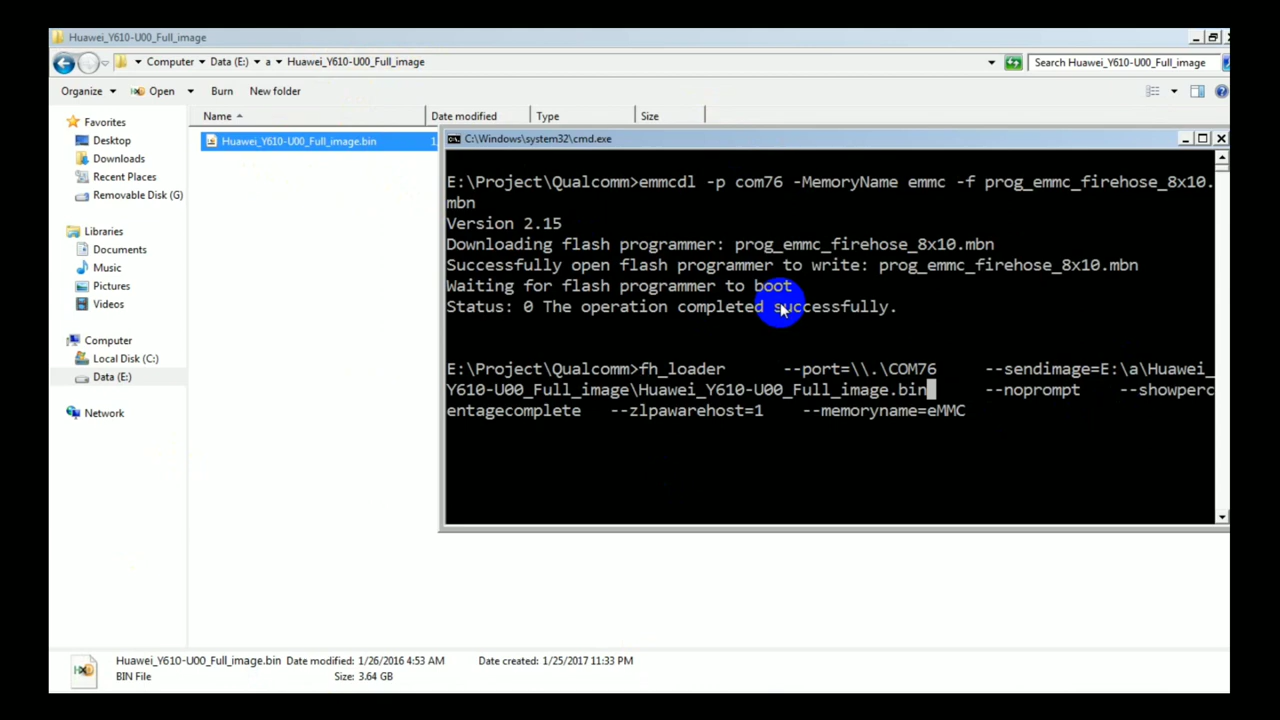 Huawei_Y610-U00_Full_image
Computer Data (E:) a Huawei_Y610-U00_Full_image
Search Huawei_Y610-U00_Full_image
Organize Open Burn New folder
Name Date modified Type Size
Favorites
Desktop
Downloads
Recent Places
Removable Disk (G)
Libraries
Documents
Music
Pictures
Videos
Computer
Local Disk (C:)
Data (E:)
Network
Huawei_Y610-U00_Full_image.bin 1
C:\Windows\system32\cmd.exe
E:\Project\Qualcomm>emmcdl -p com76 -MemoryName emmc -f prog_emmc_firehose_8x10.
mbn
Version 2.15
Downloading flash programmer: prog_emmc_firehose_8x10.mbn
Successfully open flash programmer to write: prog_emmc_firehose_8x10.mbn
Waiting for flash programmer to boot
Status: 0 The operation completed successfully.
E:\Project\Qualcomm>fh_loader --port=\\.\COM76 --sendimage=E:\a\Huawei_
Y610-U00_Full_image\Huawei_Y610-U00_Full_image.bin --noprompt --showperc
entagecomplete --zlpawarehost=1 --memoryname=eMMC
Huawei_Y610-U00_Full_image.bin Date modified: 1/26/2016 4:53 AM Date created: 1/25/2017 11:33 PM
BIN File Size: 3.64 GB